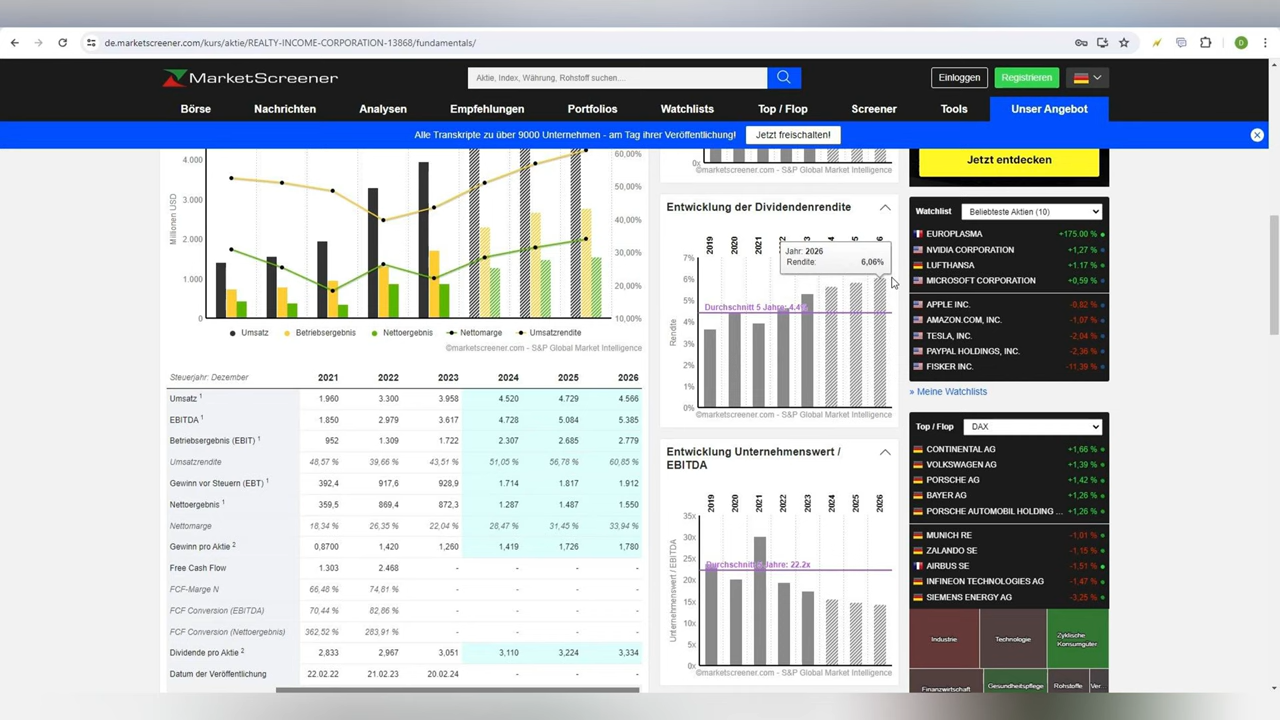 de.marketscreener.com/kurs/aktie/REALTY-INCOME-CORPORATION-13868/fundamentals/
MarketScreener
Aktie, Index, Währung, Rohstoff suchen....
Einloggen
Registrieren
Börse Nachrichten Analysen Empfehlungen Portfolios Watchlists Top / Flop Screener Tools Unser Angebot
Alle Transkripte zu über 9000 Unternehmen - am Tag ihrer Veröffentlichung! Jetzt freischalten!
4.000
3.000
2.000
1.000
0
Millionen USD
60,00%
50,00%
40,00%
30,00%
20,00%
10,00%
Umsatz Betriebsergebnis Nettoergebnis Nettomarge Umsatzrendite
©marketscreener.com - S&P Global Market Intelligence
Steuerjahr: Dezember 2021 2022 2023 2024 2025 2026
Umsatz 1 1.960 3.300 3.958 4.520 4.729 4.566
EBITDA 1 1.850 2.979 3.617 4.728 5.084 5.385
Betriebsergebnis (EBIT) 1 952 1.309 1.722 2.307 2.685 2.779
Umsatzrendite 48,57 % 39,66 % 43,51 % 51,05 % 56,78 % 60,85 %
Gewinn vor Steuern (EBT) 1 392,4 917,6 928,9 1.714 1.817 1.912
Nettoergebnis 1 359,5 869,4 872,3 1.287 1.487 1.550
Nettomarge 18,34 % 26,35 % 22,04 % 28,47 % 31,45 % 33,94 %
Gewinn pro Aktie 2 0,8700 1,420 1,260 1,419 1,726 1,780
Free Cash Flow 1.303 2.468 - - - -
FCF-Marge N 66,48 % 74,81 % - - - -
FCF Conversion (EBITDA) 70,44 % 82,86 % - - - -
FCF Conversion (Nettoergebnis) 362,52 % 283,91 % - - - -
Dividende pro Aktie 2 2,833 2,967 3,051 3,110 3,224 3,334
Datum der Veröffentlichung 22.02.22 21.02.23 20.02.24 - - -
0x
©marketscreener.com - S&P Global Market Intelligence
Entwicklung der Dividendenrendite
2019 2020 2021
Jahr: 2026
Rendite: 6,06%
7%
6%
5%
4%
3%
2%
1%
0%
Rendite
Durchschnitt 5 Jahre: 4.4%
©marketscreener.com - S&P Global Market Intelligence
Entwicklung Unternehmenswert /
EBITDA
2019 2020 2021 2022 2023 2024 2025 2026
35x
30x
25x
20x
15x
10x
5x
0x
Unternehmenswert / EBITDA
Jahre: 22.2x
©marketscreener.com - S&P Global Market Intelligence
Jetzt entdecken
Watchlist Beliebteste Aktien (10)
EUROPLASMA +175.00 %
NVIDIA CORPORATION +1,27 %
LUFTHANSA +1.17 %
MICROSOFT CORPORATION +0,59 %
APPLE INC. -0,82 %
AMAZON.COM, INC. -1,07 %
TESLA, INC. -2,04 %
PAYPAL HOLDINGS, INC. -2,36 %
FISKER INC. -11,39 %
» Meine Watchlists
Top / Flop DAX
CONTINENTAL AG +1,66 %
VOLKSWAGEN AG +1,39 %
PORSCHE AG +1,42 %
BAYER AG +1,26 %
PORSCHE AUTOMOBIL HOLDING ... +1,26 %
MUNICH RE -1,01 %
ZALANDO SE -1,15 %
AIRBUS SE -1,51 %
INFINEON TECHNOLOGIES AG -1,47 %
SIEMENS ENERGY AG -3,25 %
Industrie
Technologie
Zyklische
Konsumgüter
Finanzwirtschaft
Gesundheitspflege
Rohstoffe
Ver...